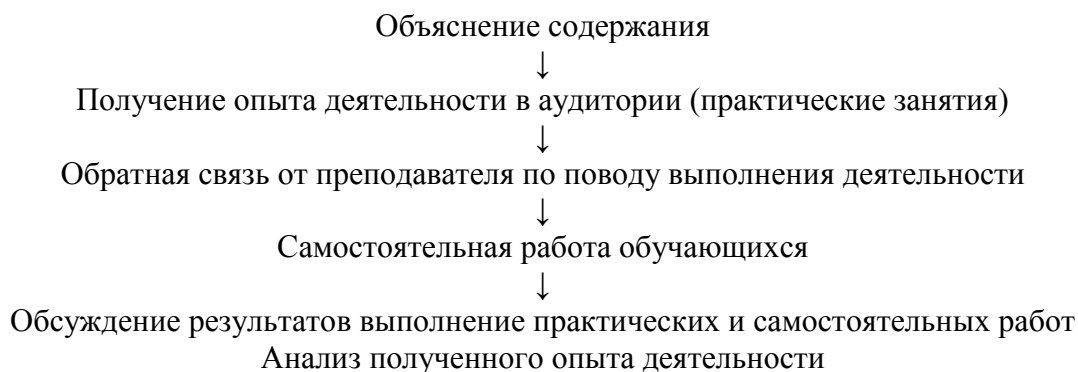 Объяснение содержания
↓
Получение опыта деятельности в аудитории (практические занятия)
↓
Обратная связь от преподавателя по поводу выполнения деятельности
↓
Самостоятельная работа обучающихся
↓
Обсуждение результатов выполнение практических и самостоятельных работ
Анализ полученного опыта деятельности